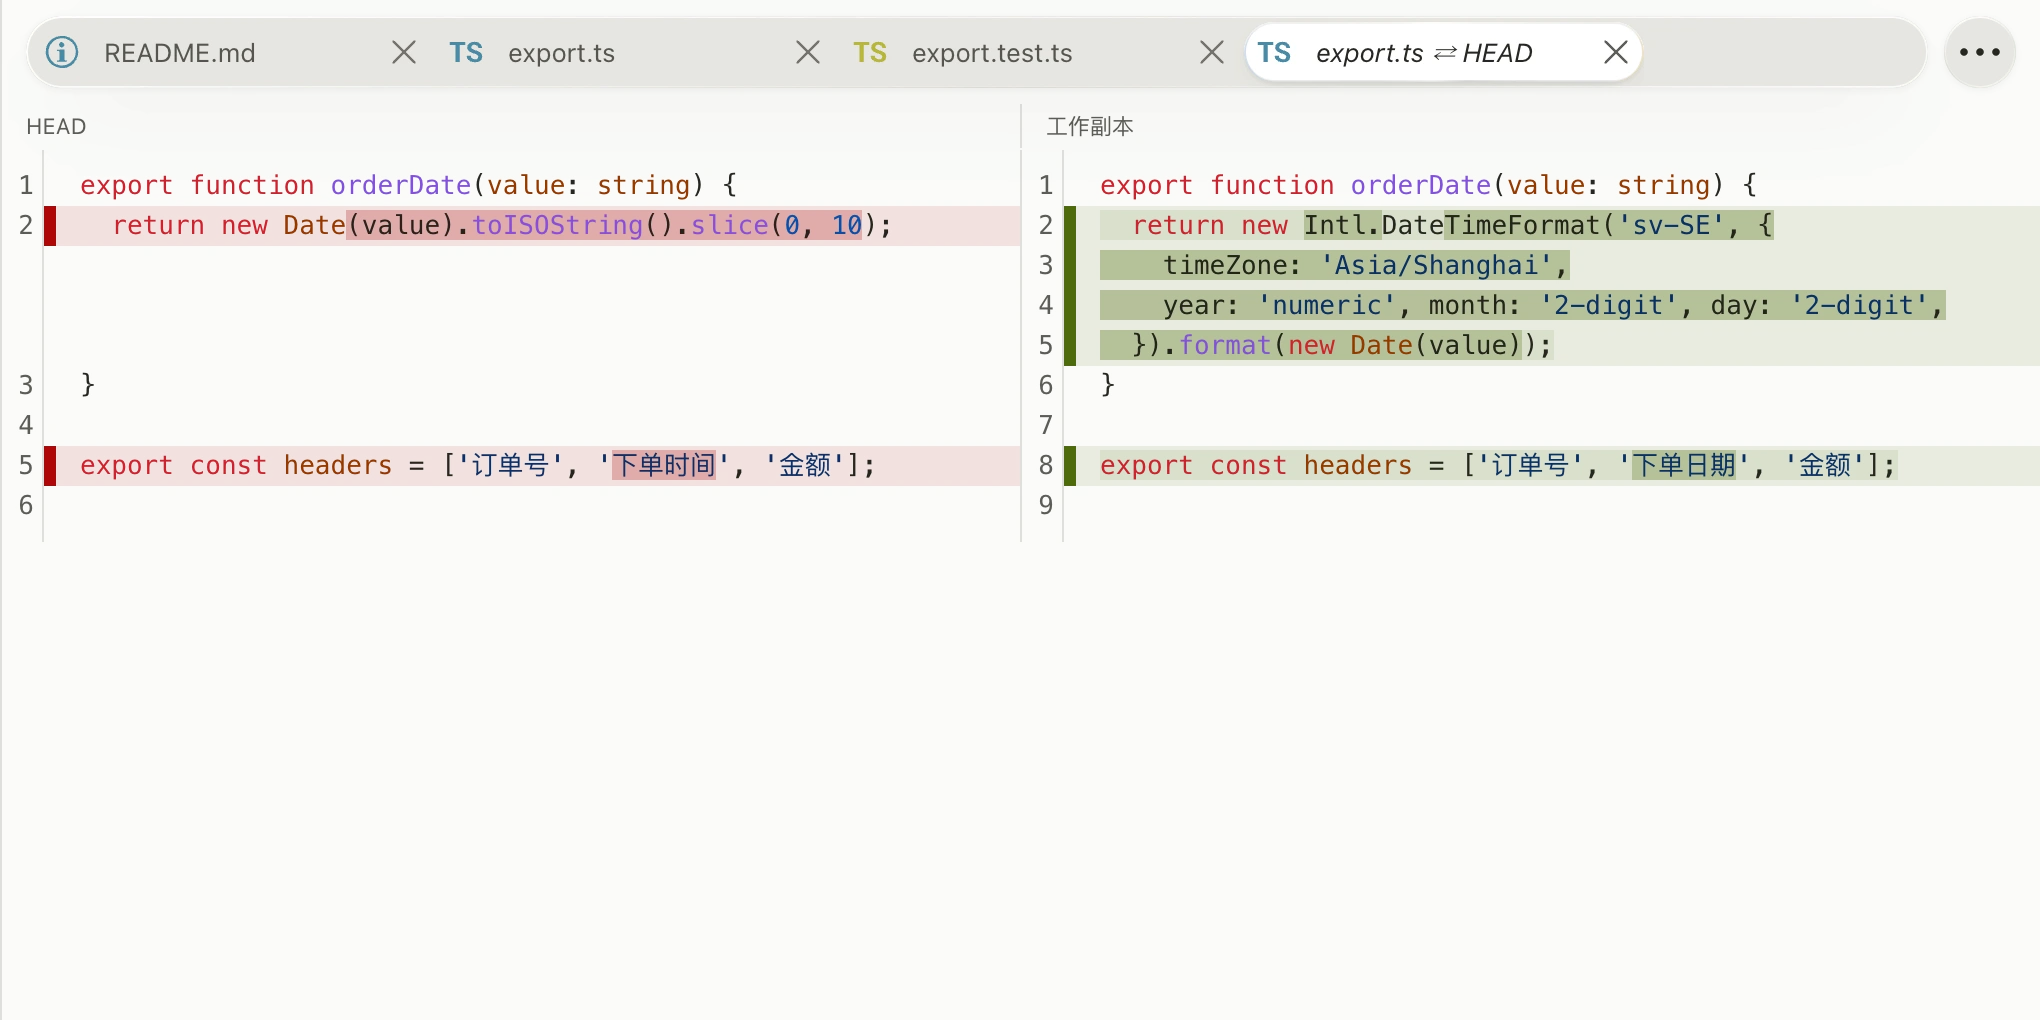 README.md
TS export.ts
TS export.test.ts
TS export.ts ⇄ HEAD
HEAD
1 export function orderDate(value: string) {
2   return new Date(value).toISOString().slice(0, 10);
3 }
4
5 export const headers = ['订单号', '下单时间', '金额'];
6
工作副本
1 export function orderDate(value: string) {
2   return new Intl.DateTimeFormat('sv-SE', {
3     timeZone: 'Asia/Shanghai',
4     year: 'numeric', month: '2-digit', day: '2-digit',
5   }).format(new Date(value));
6 }
7
8 export const headers = ['订单号', '下单日期', '金额'];
9